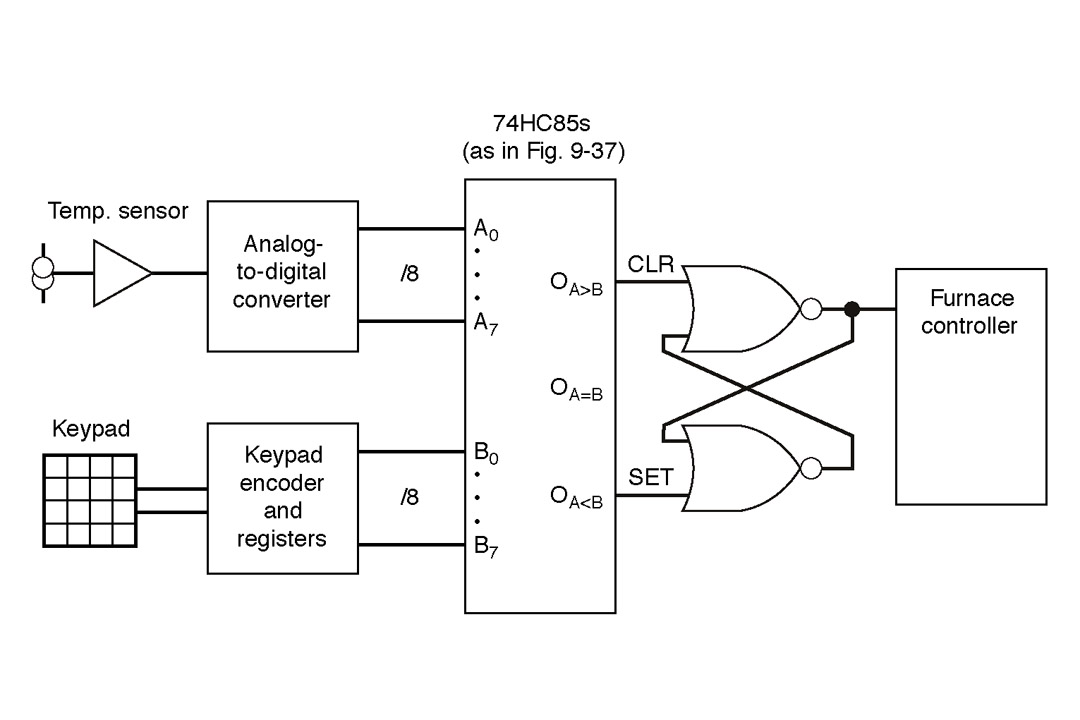 74HC85s
(as in Fig. 9-37)
Temp. sensor
Analog-
to-digital
converter
/8
A0
A7
Keypad
Keypad
encoder
and
registers
/8
B0
B7
OA>B
OA=B
OA<B
CLR
SET
Furnace
controller